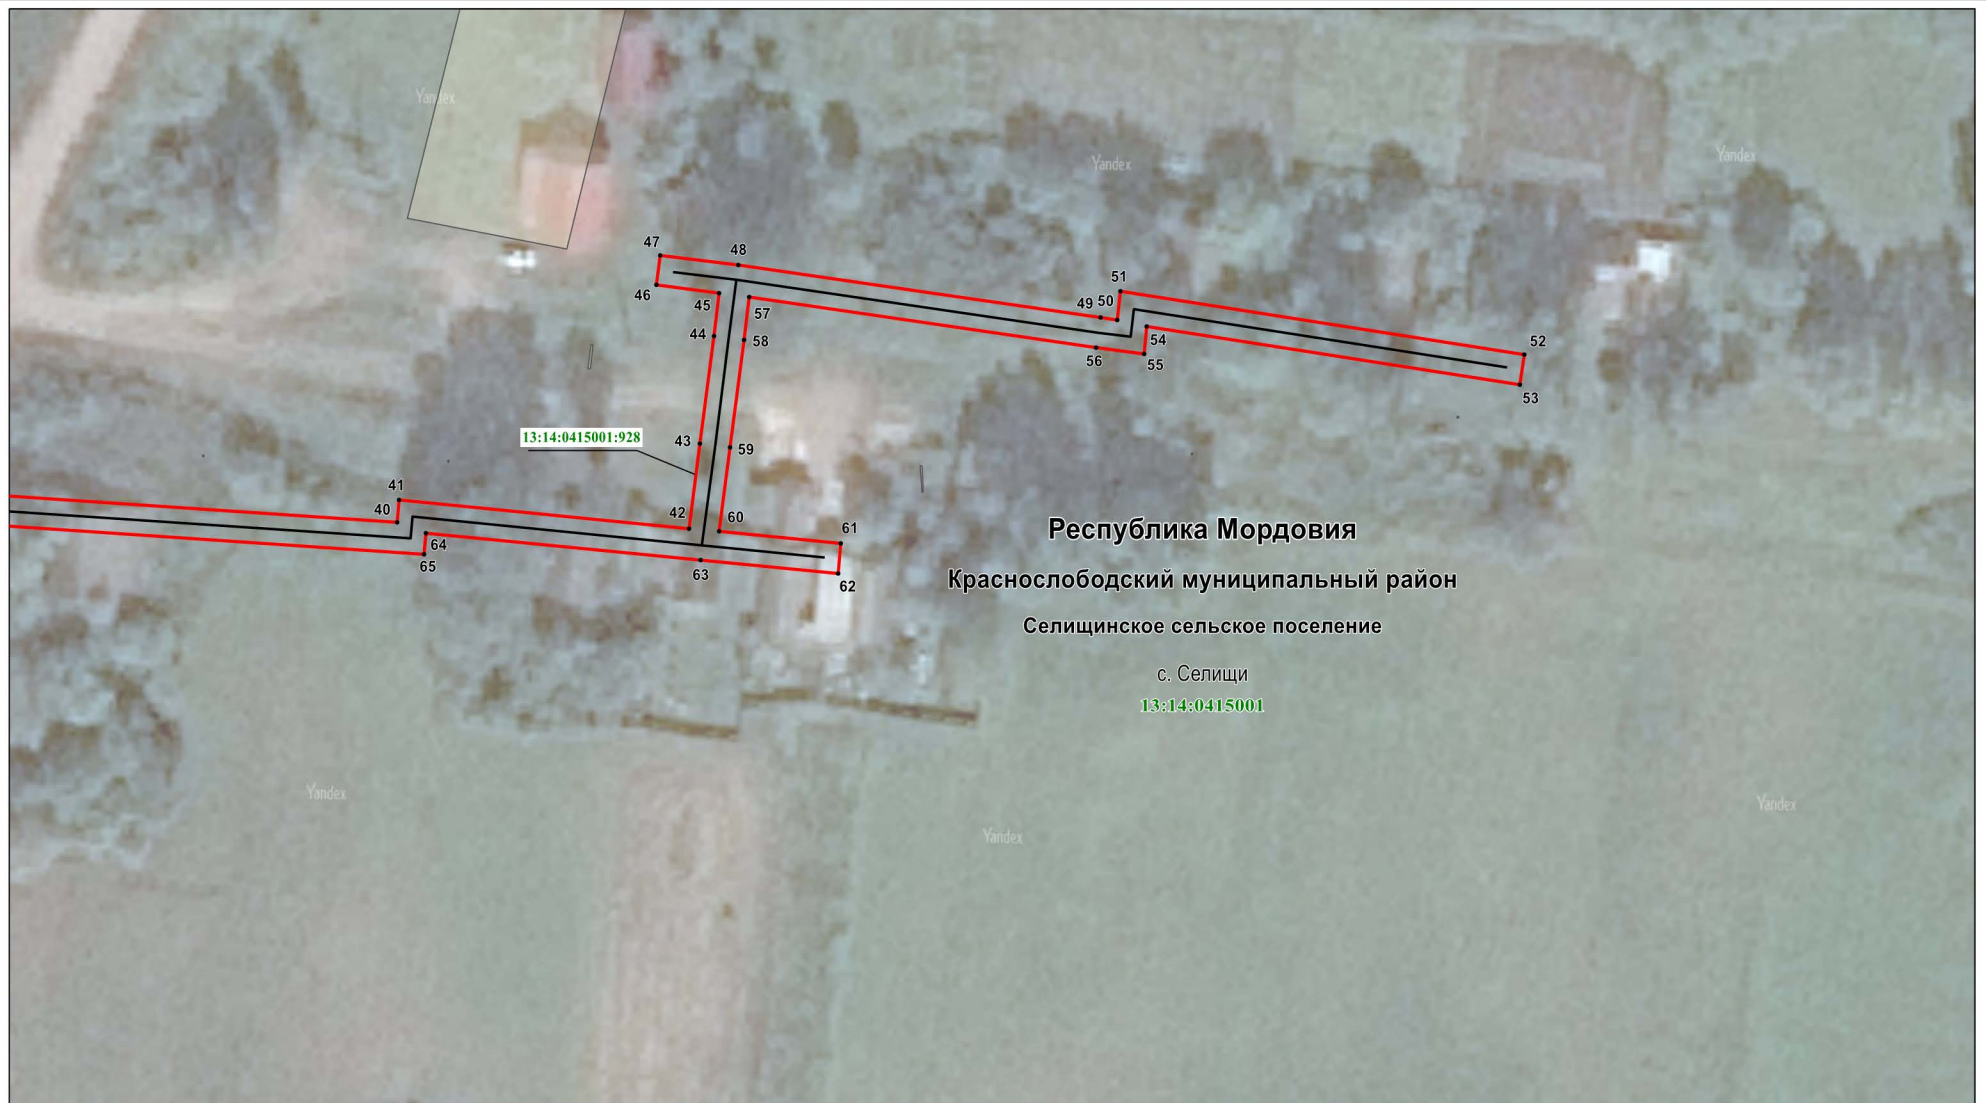 Yandex
Yandex
Yandex
47
48
46
45
51
49 50
57
44
58
54
52
56
55
53
43
13:14:0415001:928
59
41
40
42
60
61
64
65
63
62
Республика Мордовия
Краснослободский муниципальный район
Селищинское сельское поселение
с. Селищи
13:14:0415001
Yandex
Yandex
Yandex